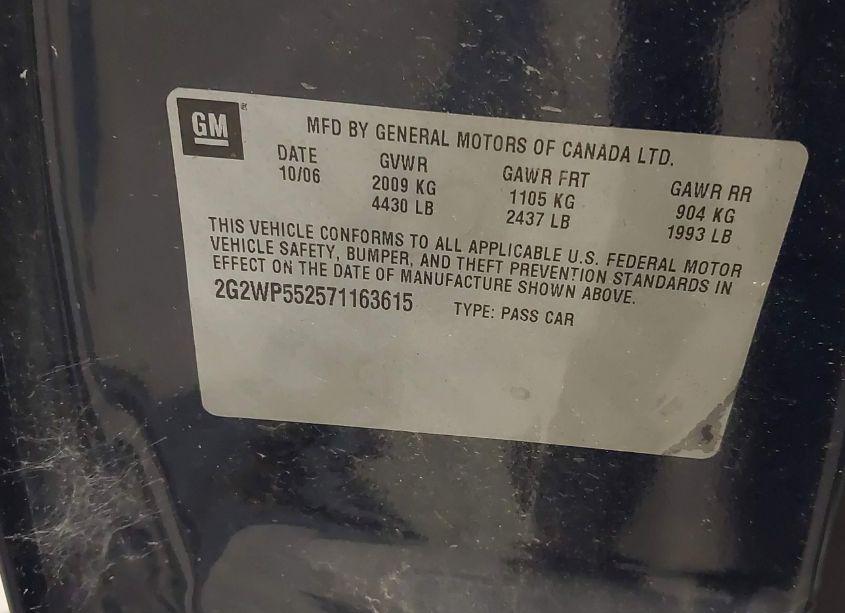 GM
MFD BY GENERAL MOTORS OF CANADA LTD.
DATE GVWR GAWR FRT GAWR RR
10/06 2009 KG 1105 KG 904 KG
4430 LB 2437 LB 1993 LB
THIS VEHICLE CONFORMS TO ALL APPLICABLE U.S. FEDERAL MOTOR
VEHICLE SAFETY, BUMPER, AND THEFT PREVENTION STANDARDS IN
EFFECT ON THE DATE OF MANUFACTURE SHOWN ABOVE.
2G2WP552571163615 TYPE: PASS CAR